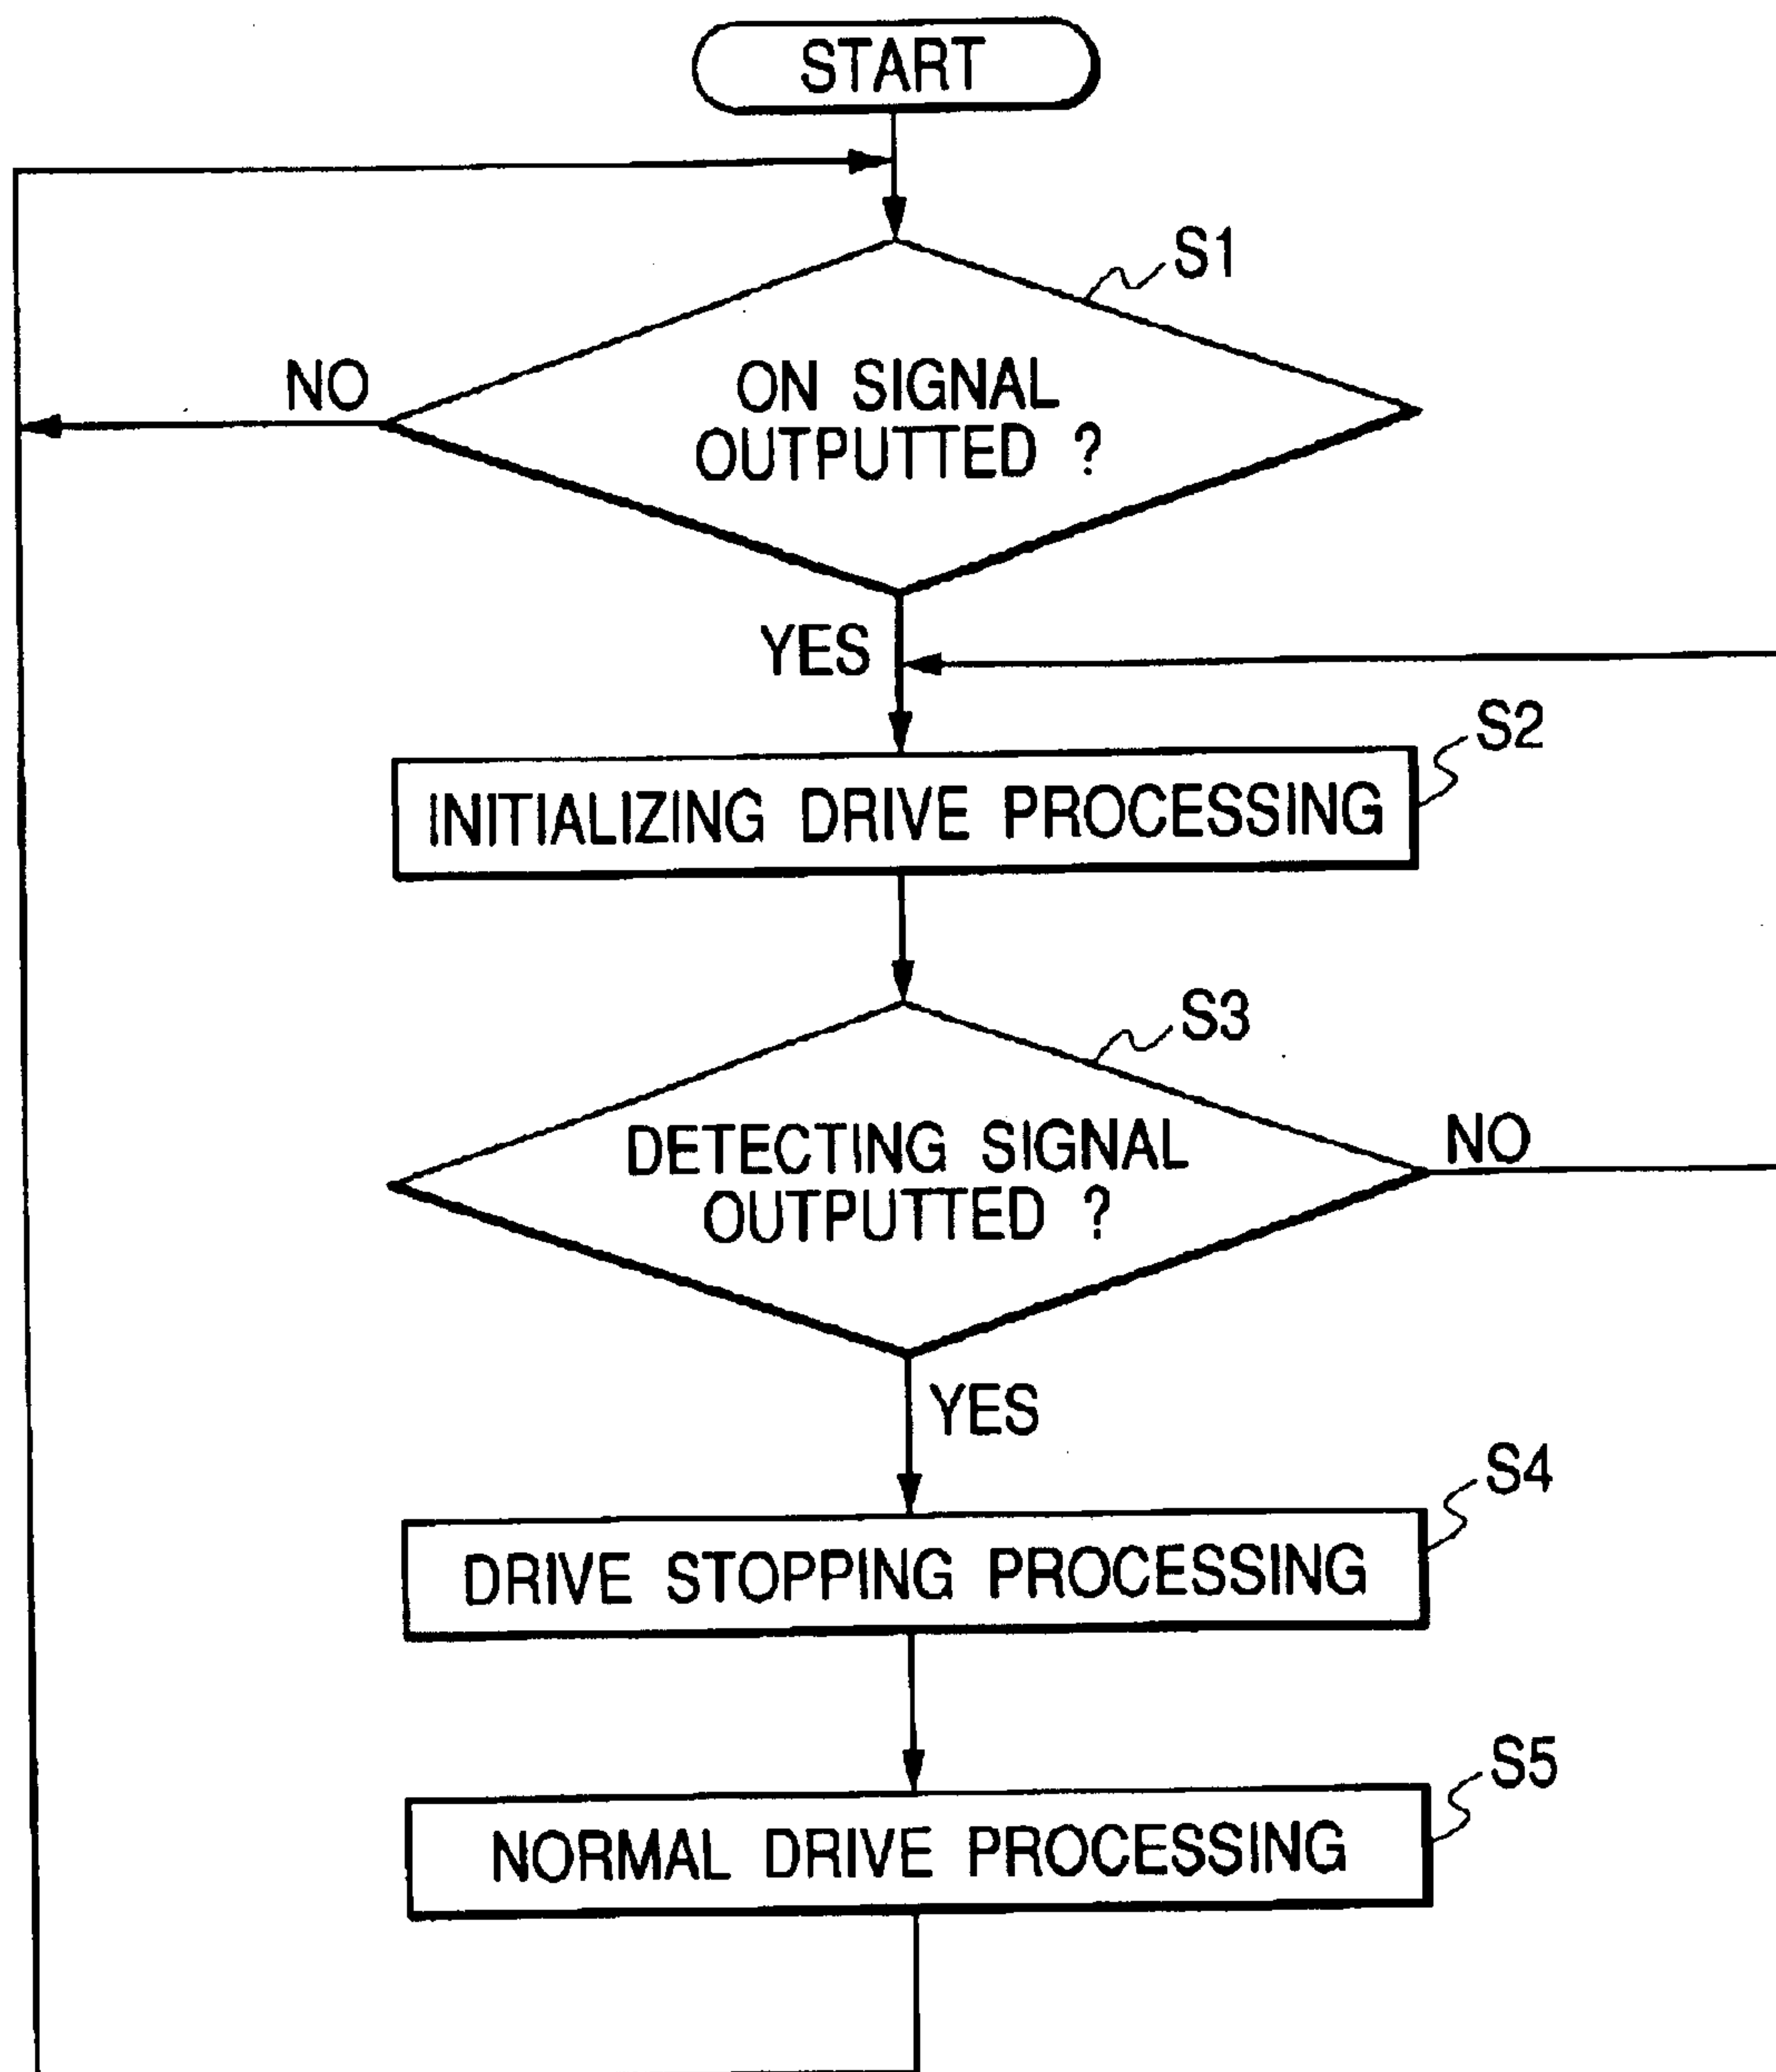 START
S1
NO
ON SIGNAL
OUTPUTTED ?
YES
S2
INITIALIZING DRIVE PROCESSING
S3
DETECTING SIGNAL
OUTPUTTED ?
NO
YES
S4
DRIVE STOPPING PROCESSING
S5
NORMAL DRIVE PROCESSING